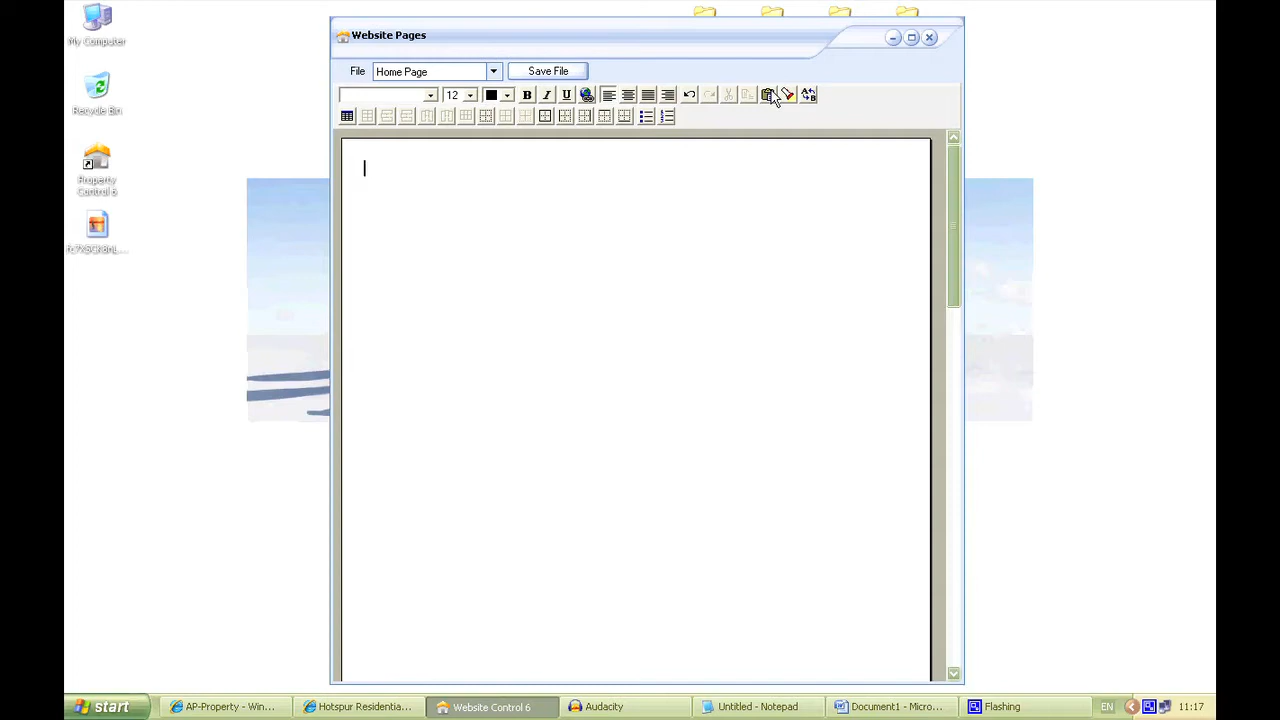 My Computer
Recycle Bin
Property
Control 6
Website Pages
File
Home Page
Save File
12
B
I
U
start
AP-Property - Win...
Hotspur Residentia...
Website Control 6
Audacity
Untitled - Notepad
Document1 - Micro...
Flashing
EN
11:17